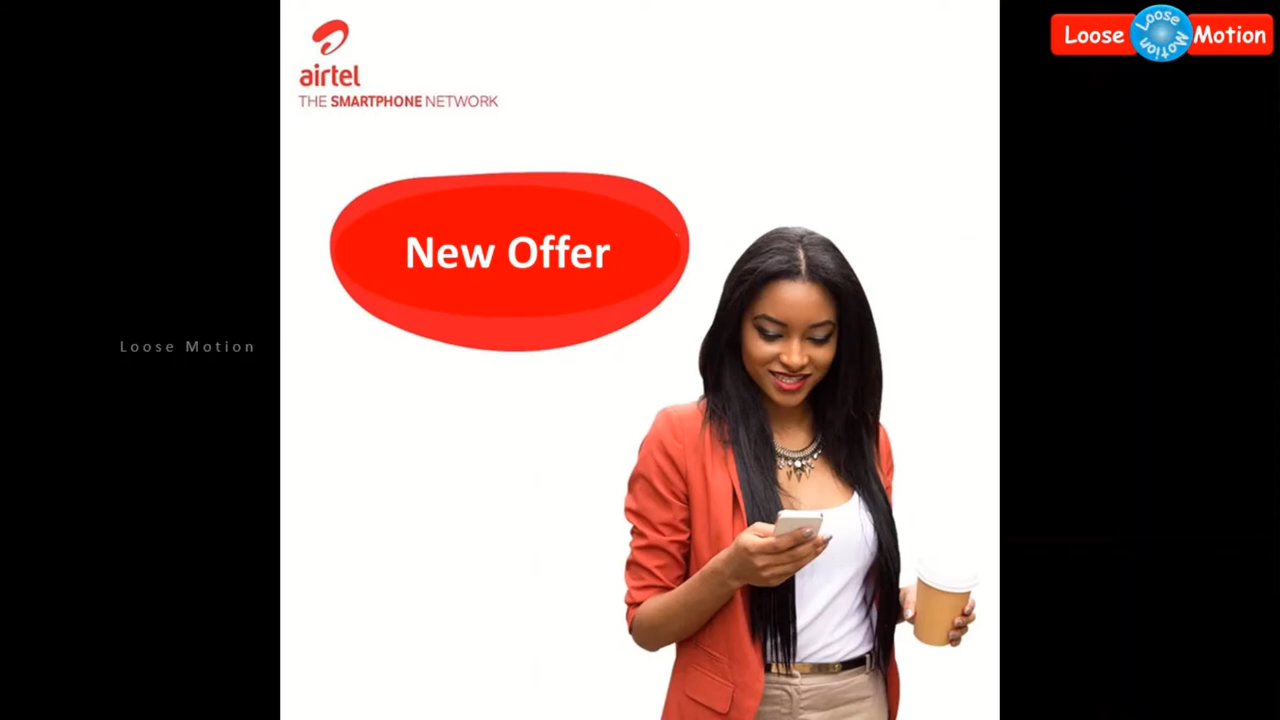 airtel
THE SMARTPHONE NETWORK
New Offer
Loose Motion
Loose Motion
Loose Motion